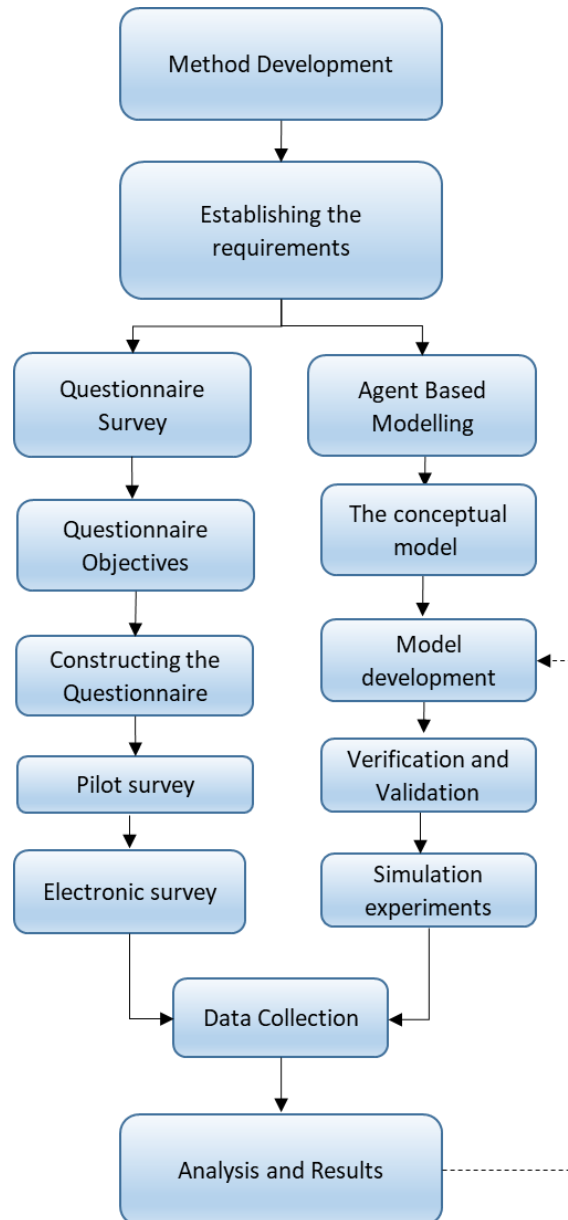 Method Development
Establishing the
requirements
Questionnaire
Survey
Agent Based
Modelling
Questionnaire
Objectives
The conceptual
model
Constructing the
Questionnaire
Model
development
Pilot survey
Verification and
Validation
Electronic survey
Simulation
experiments
Data Collection
Analysis and Results